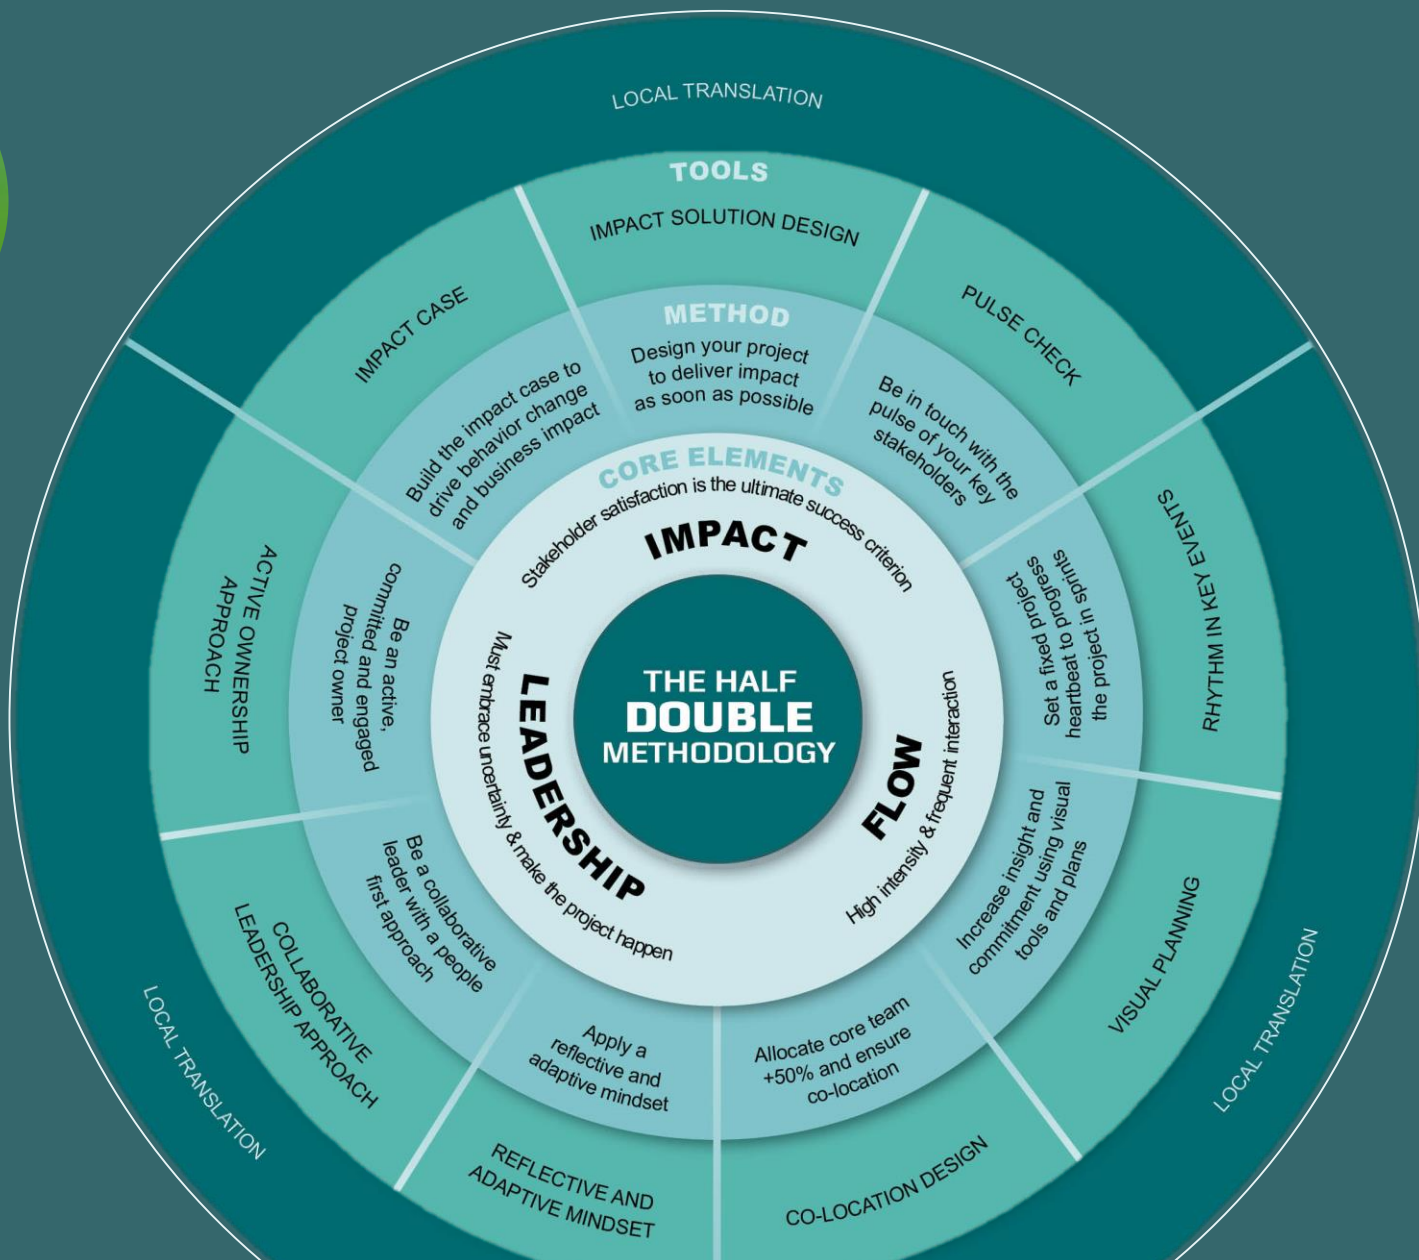 LOCAL TRANSLATION
TOOLS
IMPACT SOLUTION DESIGN
IMPACT CASE
PULSE CHECK
METHOD
Design your project
to deliver impact
as soon as possible
Build the impact case to
drive behavior change
and business impact
Be in touch with the
pulse of your key
stakeholders
CORE ELEMENTS
Stakeholder satisfaction is the ultimate success criterion
IMPACT
RHYTHM IN KEY EVENTS
Set a fixed project
heartbeat to progress
the project in sprints
ACTIVE OWNERSHIP
APPROACH
Be an active,
committed and engaged
project owner
THE HALF
DOUBLE
METHODOLOGY
LEADERSHIP
Must embrace uncertainty & make the project happen
FLOW
High intensity & frequent interaction
Increase insight and
commitment using visual
tools and plans
VISUAL PLANNING
Be a collaborative
leader with a people
first approach
COLLABORATIVE
LEADERSHIP APPROACH
Apply a
reflective and
adaptive mindset
Allocate core team
+50% and ensure
co-location
REFLECTIVE AND
ADAPTIVE MINDSET
CO-LOCATION DESIGN
LOCAL TRANSLATION
LOCAL TRANSLATION